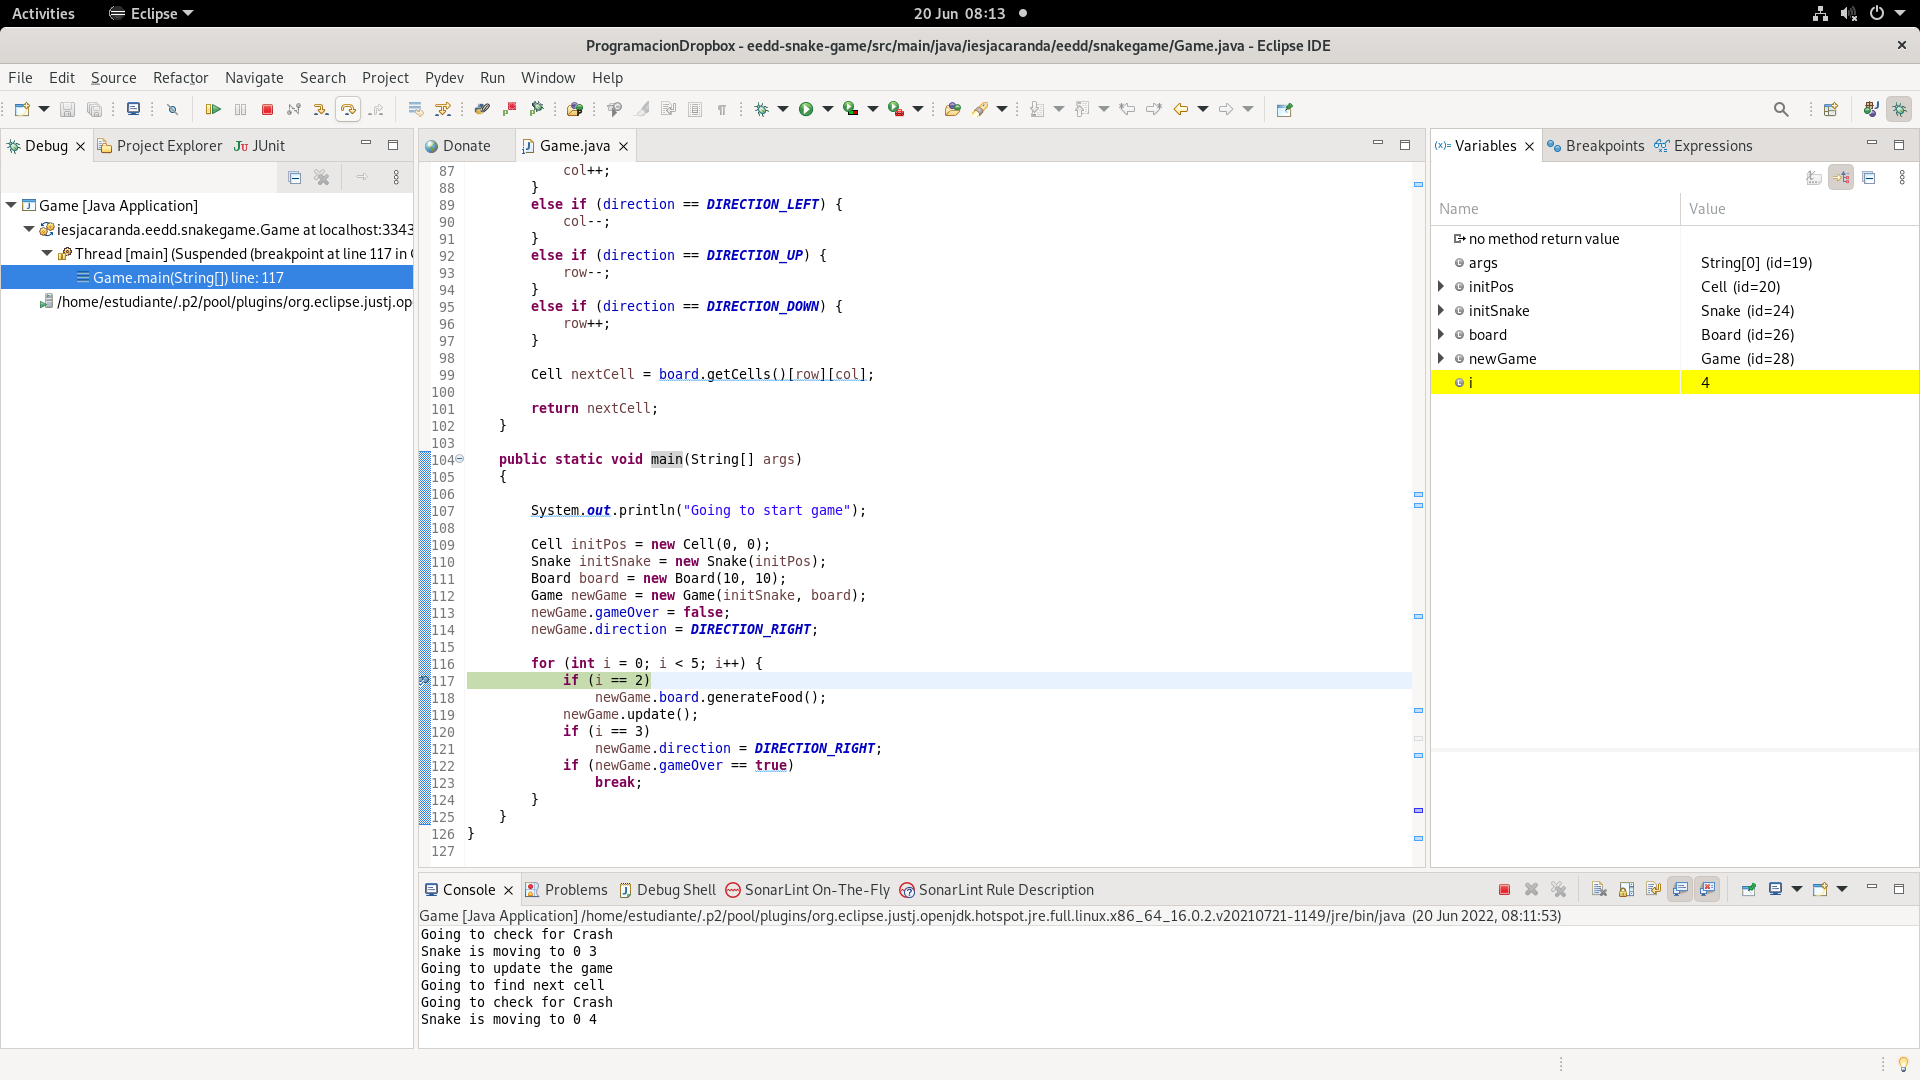 Activities Eclipse 20 Jun 08:13
ProgramacionDropbox - eedd-snake-game/src/main/java/iesjacaranda/eedd/snakegame/Game.java - Eclipse IDE
File Edit Source Refactor Navigate Search Project Pydev Run Window Help
Debug Project Explorer JUnit
Game [Java Application]
iesjacaranda.eedd.snakegame.Game at localhost:3343
Thread [main] (Suspended (breakpoint at line 117 in
Game.main(String[]) line: 117
/home/estudiante/.p2/pool/plugins/org.eclipse.justj.op
Donate Game.java
87 col++;
88 }
89 else if (direction == DIRECTION_LEFT) {
90 col--;
91 }
92 else if (direction == DIRECTION_UP) {
93 row--;
94 }
95 else if (direction == DIRECTION_DOWN) {
96 row++;
97 }
98
99 Cell nextCell = board.getCells()[row][col];
100
101 return nextCell;
102 }
103
104 public static void main(String[] args)
105 {
106
107 System.out.println("Going to start game");
108
109 Cell initPos = new Cell(0, 0);
110 Snake initSnake = new Snake(initPos);
111 Board board = new Board(10, 10);
112 Game newGame = new Game(initSnake, board);
113 newGame.gameOver = false;
114 newGame.direction = DIRECTION_RIGHT;
115
116 for (int i = 0; i < 5; i++) {
117 if (i == 2)
118 newGame.board.generateFood();
119 newGame.update();
120 if (i == 3)
121 newGame.direction = DIRECTION_RIGHT;
122 if (newGame.gameOver == true)
123 break;
124 }
125 }
126 }
127
Variables Breakpoints Expressions
Name Value
no method return value
args String[0] (id=19)
initPos Cell (id=20)
initSnake Snake (id=24)
board Board (id=26)
newGame Game (id=28)
i 4
Console Problems Debug Shell SonarLint On-The-Fly SonarLint Rule Description
Game [Java Application] /home/estudiante/.p2/pool/plugins/org.eclipse.justj.openjdk.hotspot.jre.full.linux.x86_64_16.0.2.v20210721-1149/jre/bin/java (20 Jun 2022, 08:11:53)
Going to check for Crash
Snake is moving to 0 3
Going to update the game
Going to find next cell
Going to check for Crash
Snake is moving to 0 4